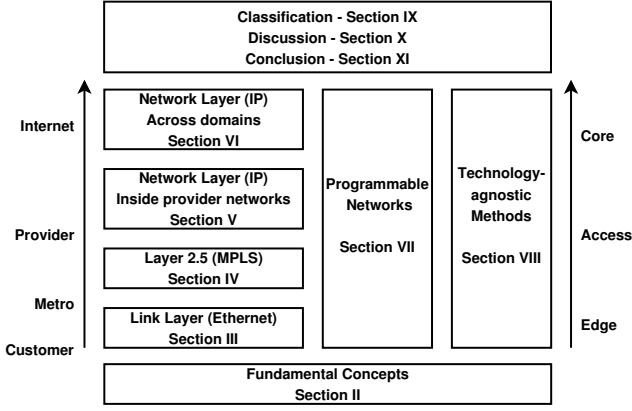 Classification - Section IX
Discussion - Section X
Conclusion - Section XI
Internet
Provider
Metro
Customer
Network Layer (IP)
Across domains
Section VI
Network Layer (IP)
Inside provider networks
Section V
Layer 2.5 (MPLS)
Section IV
Link Layer (Ethernet)
Section III
Programmable
Networks
Section VII
Technology-
agnostic
Methods
Section VIII
Core
Access
Edge
Fundamental Concepts
Section II